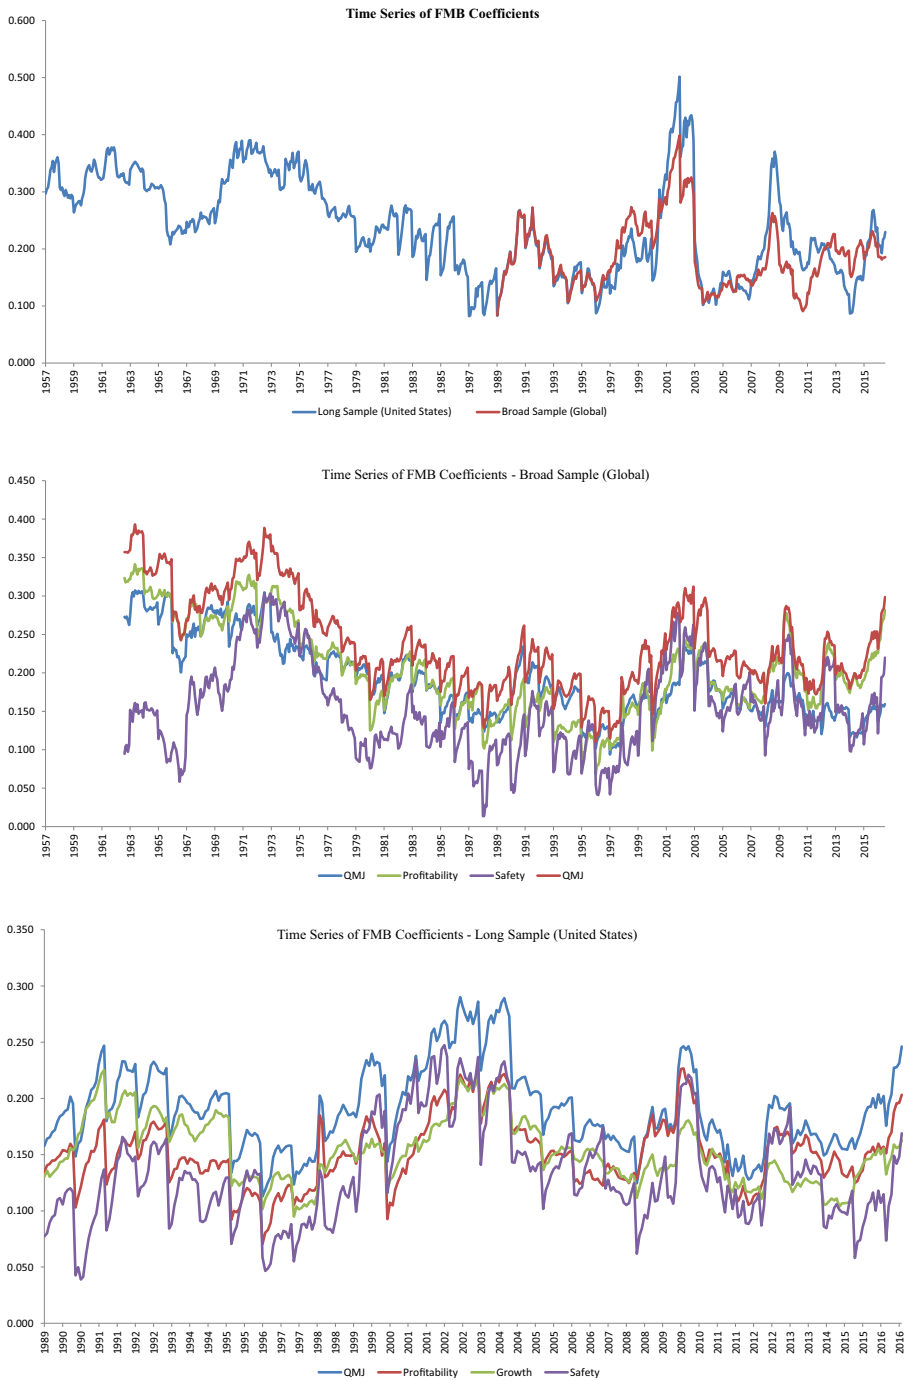 Time Series of FMB Coefficients
0.600
0.500
0.400
0.300
0.200
0.100
0.000
1957 1959 1961 1963 1965 1967 1969 1971 1973 1975 1977 1979 1981 1983 1985 1987 1989 1991 1993 1995 1997 1999 2001 2003 2005 2007 2009 2011 2013 2015
Long Sample (United States) Broad Sample (Global)
Time Series of FMB Coefficients - Broad Sample (Global)
0.450
0.400
0.350
0.300
0.250
0.200
0.150
0.100
0.050
0.000
1957 1959 1961 1963 1965 1967 1969 1971 1973 1975 1977 1979 1981 1983 1985 1987 1989 1991 1993 1995 1997 1999 2001 2003 2005 2007 2009 2011 2013 2015
QMJ Profitability Safety QMJ
Time Series of FMB Coefficients - Long Sample (United States)
0.350
0.300
0.250
0.200
0.150
0.100
0.050
0.000
1989 1990 1990 1991 1991 1992 1992 1993 1993 1994 1995 1995 1996 1996 1997 1998 1998 1999 1999 2000 2001 2001 2002 2002 2003 2004 2004 2005 2005 2006 2006 2007 2008 2008 2009 2009 2010 2010 2011 2012 2012 2013 2013 2014 2015 2015 2016 2016
QMJ Profitability Growth Safety